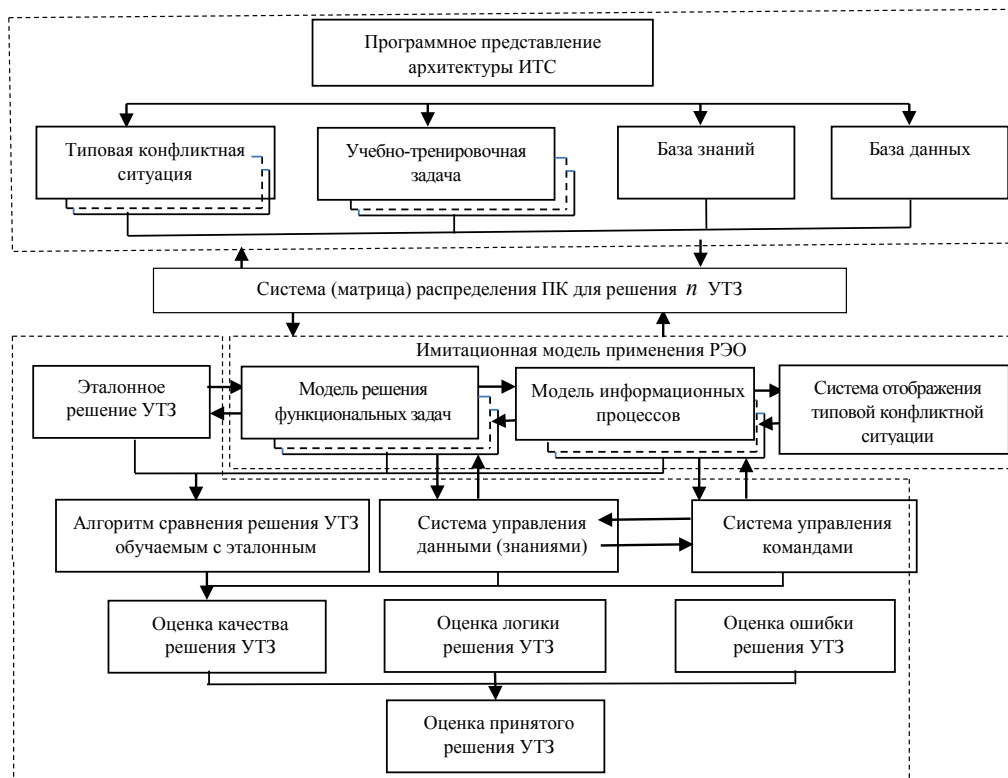 Программное представление
архитектуры ИТС
Типовая конфликтная
ситуация
Учебно-тренировочная
задача
База знаний
База данных
Система (матрица) распределения ПК для решения n УТЗ
Имитационная модель применения РЭО
Эталонное
решение УТЗ
Модель решения
функциональных задач
Модель информационных
процессов
Система отображения
типовой конфликтной
ситуации
Алгоритм сравнения решения УТЗ
обучаемым с эталонным
Система управления
данными (знаниями)
Система управления
командами
Оценка качества
решения УТЗ
Оценка логики
решения УТЗ
Оценка ошибки
решения УТЗ
Оценка принятого
решения УТЗ